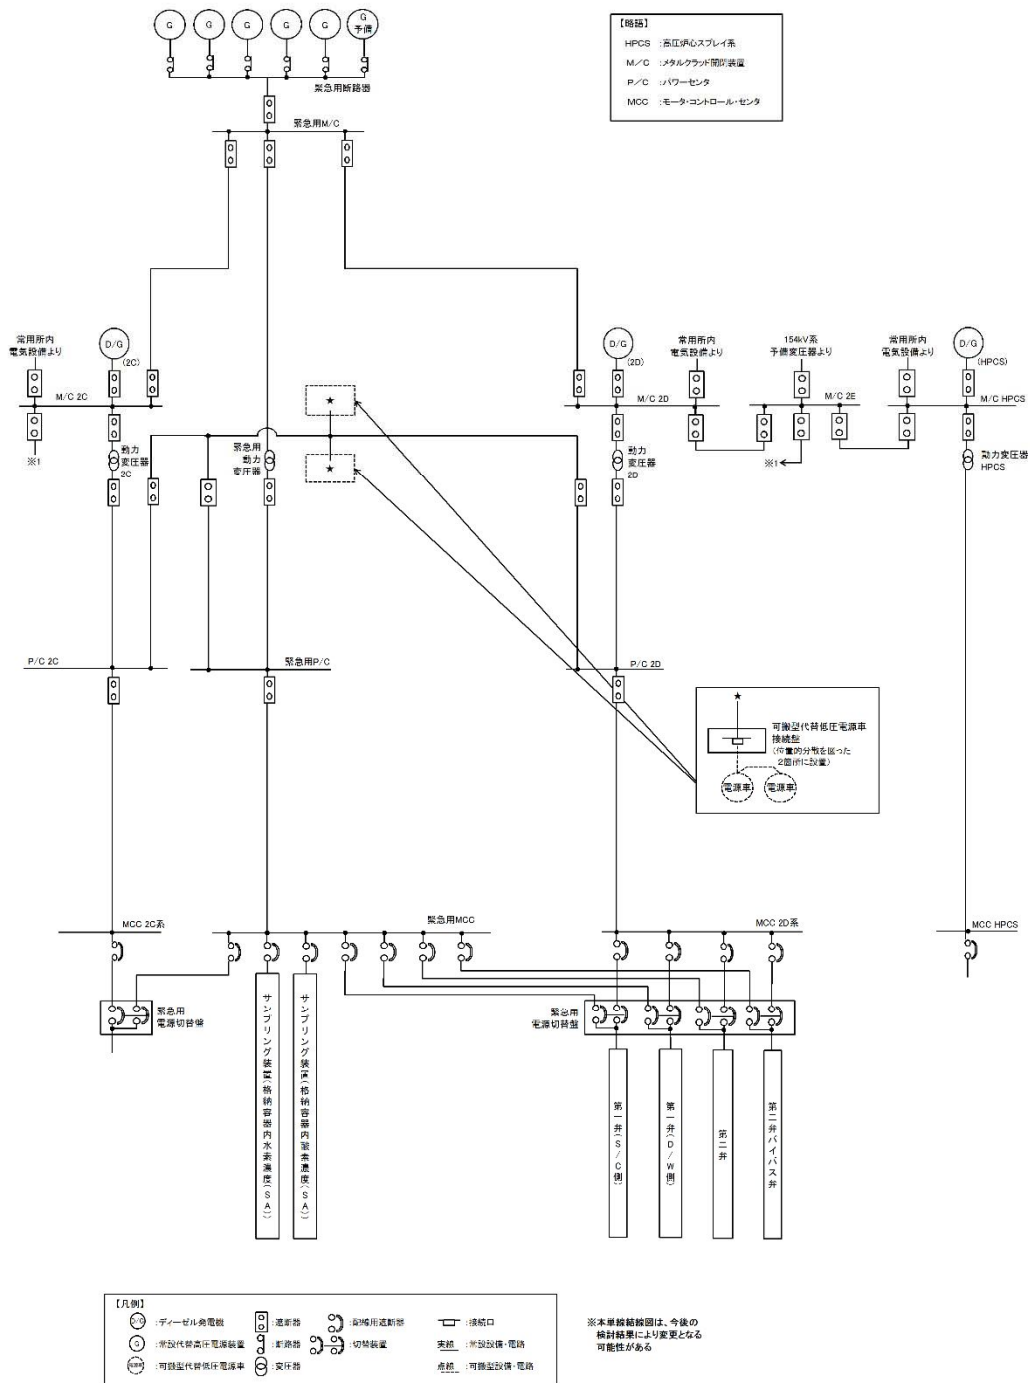 G
G
G
G
G
G
予備
緊急用断路器
緊急用M/C
【略語】
HPCS :高圧炉心スプレイ系
M/C :メタルクラッド開閉装置
P/C :パワーセンタ
MCC :モータ・コントロール・センタ
常用所内
電気設備より
D/G
(2C)
M/C 2C
※1
動力
変圧器
2C
緊急用
動力
変圧器
★
★
D/G
(2D)
M/C 2D
動力
変圧器
2D
常用所内
電気設備より
154kV系
予備変圧器より
M/C 2E
※1
常用所内
電気設備より
D/G
(HPCS)
M/C HPCS
動力変圧器
HPCS
P/C 2C
緊急用P/C
P/C 2D
★
可搬型代替低圧電源車
接続盤
(位置的分散を図った
2箇所に設置)
電源車
電源車
MCC 2C系
緊急用MCC
MCC 2D系
MCC HPCS
緊急用
電源切替盤
緊急用
電源切替盤
サンプリング装置(格納容器内水素濃度(SA))
サンプリング装置(格納容器内酸素濃度(SA))
第一弁(S/C側)
第一弁(D/W側)
第二弁
第二弁バイパス弁
【凡例】
D/G :ディーゼル発電機
:遮断器
:配線用遮断器
:接続口
G :常設代替高圧電源装置
:断路器
:切替装置
実線 :常設設備・電路
電源車 :可搬型代替低圧電源車
:変圧器
点線 :可搬型設備・電路
※本単線結線図は、今後の
検討結果により変更となる
可能性がある